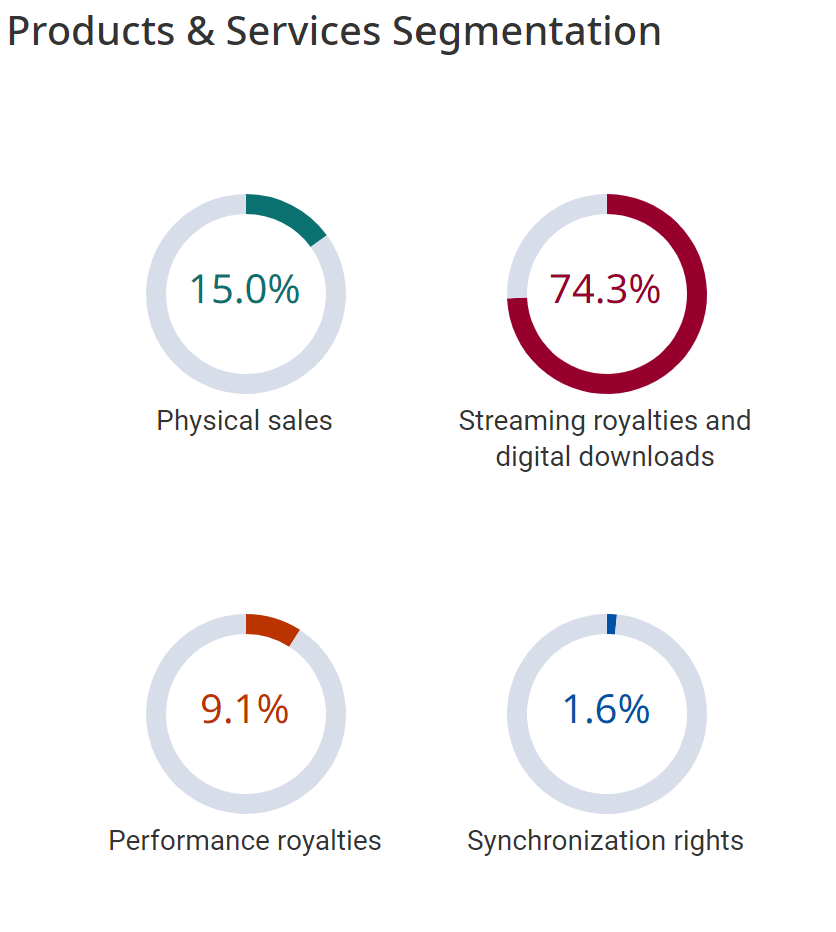 Products & Services Segmentation
15.0%
Physical sales
74.3%
Streaming royalties and
digital downloads
9.1%
Performance royalties
1.6%
Synchronization rights